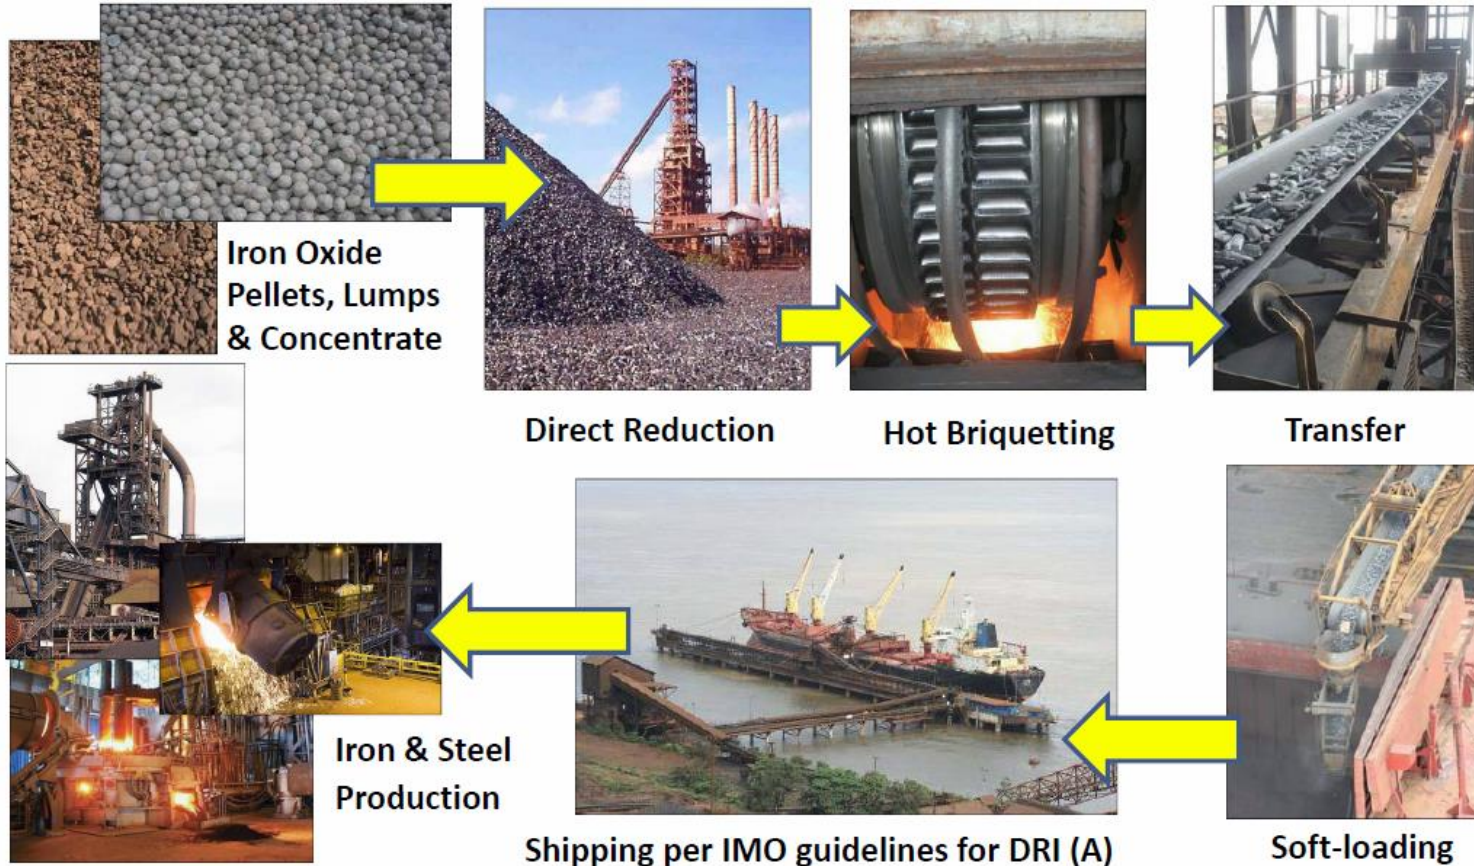 Iron Oxide
Pellets, Lumps
& Concentrate
Direct Reduction
Hot Briquetting
Transfer
Soft-loading
Shipping per IMO guidelines for DRI (A)
Iron & Steel
Production